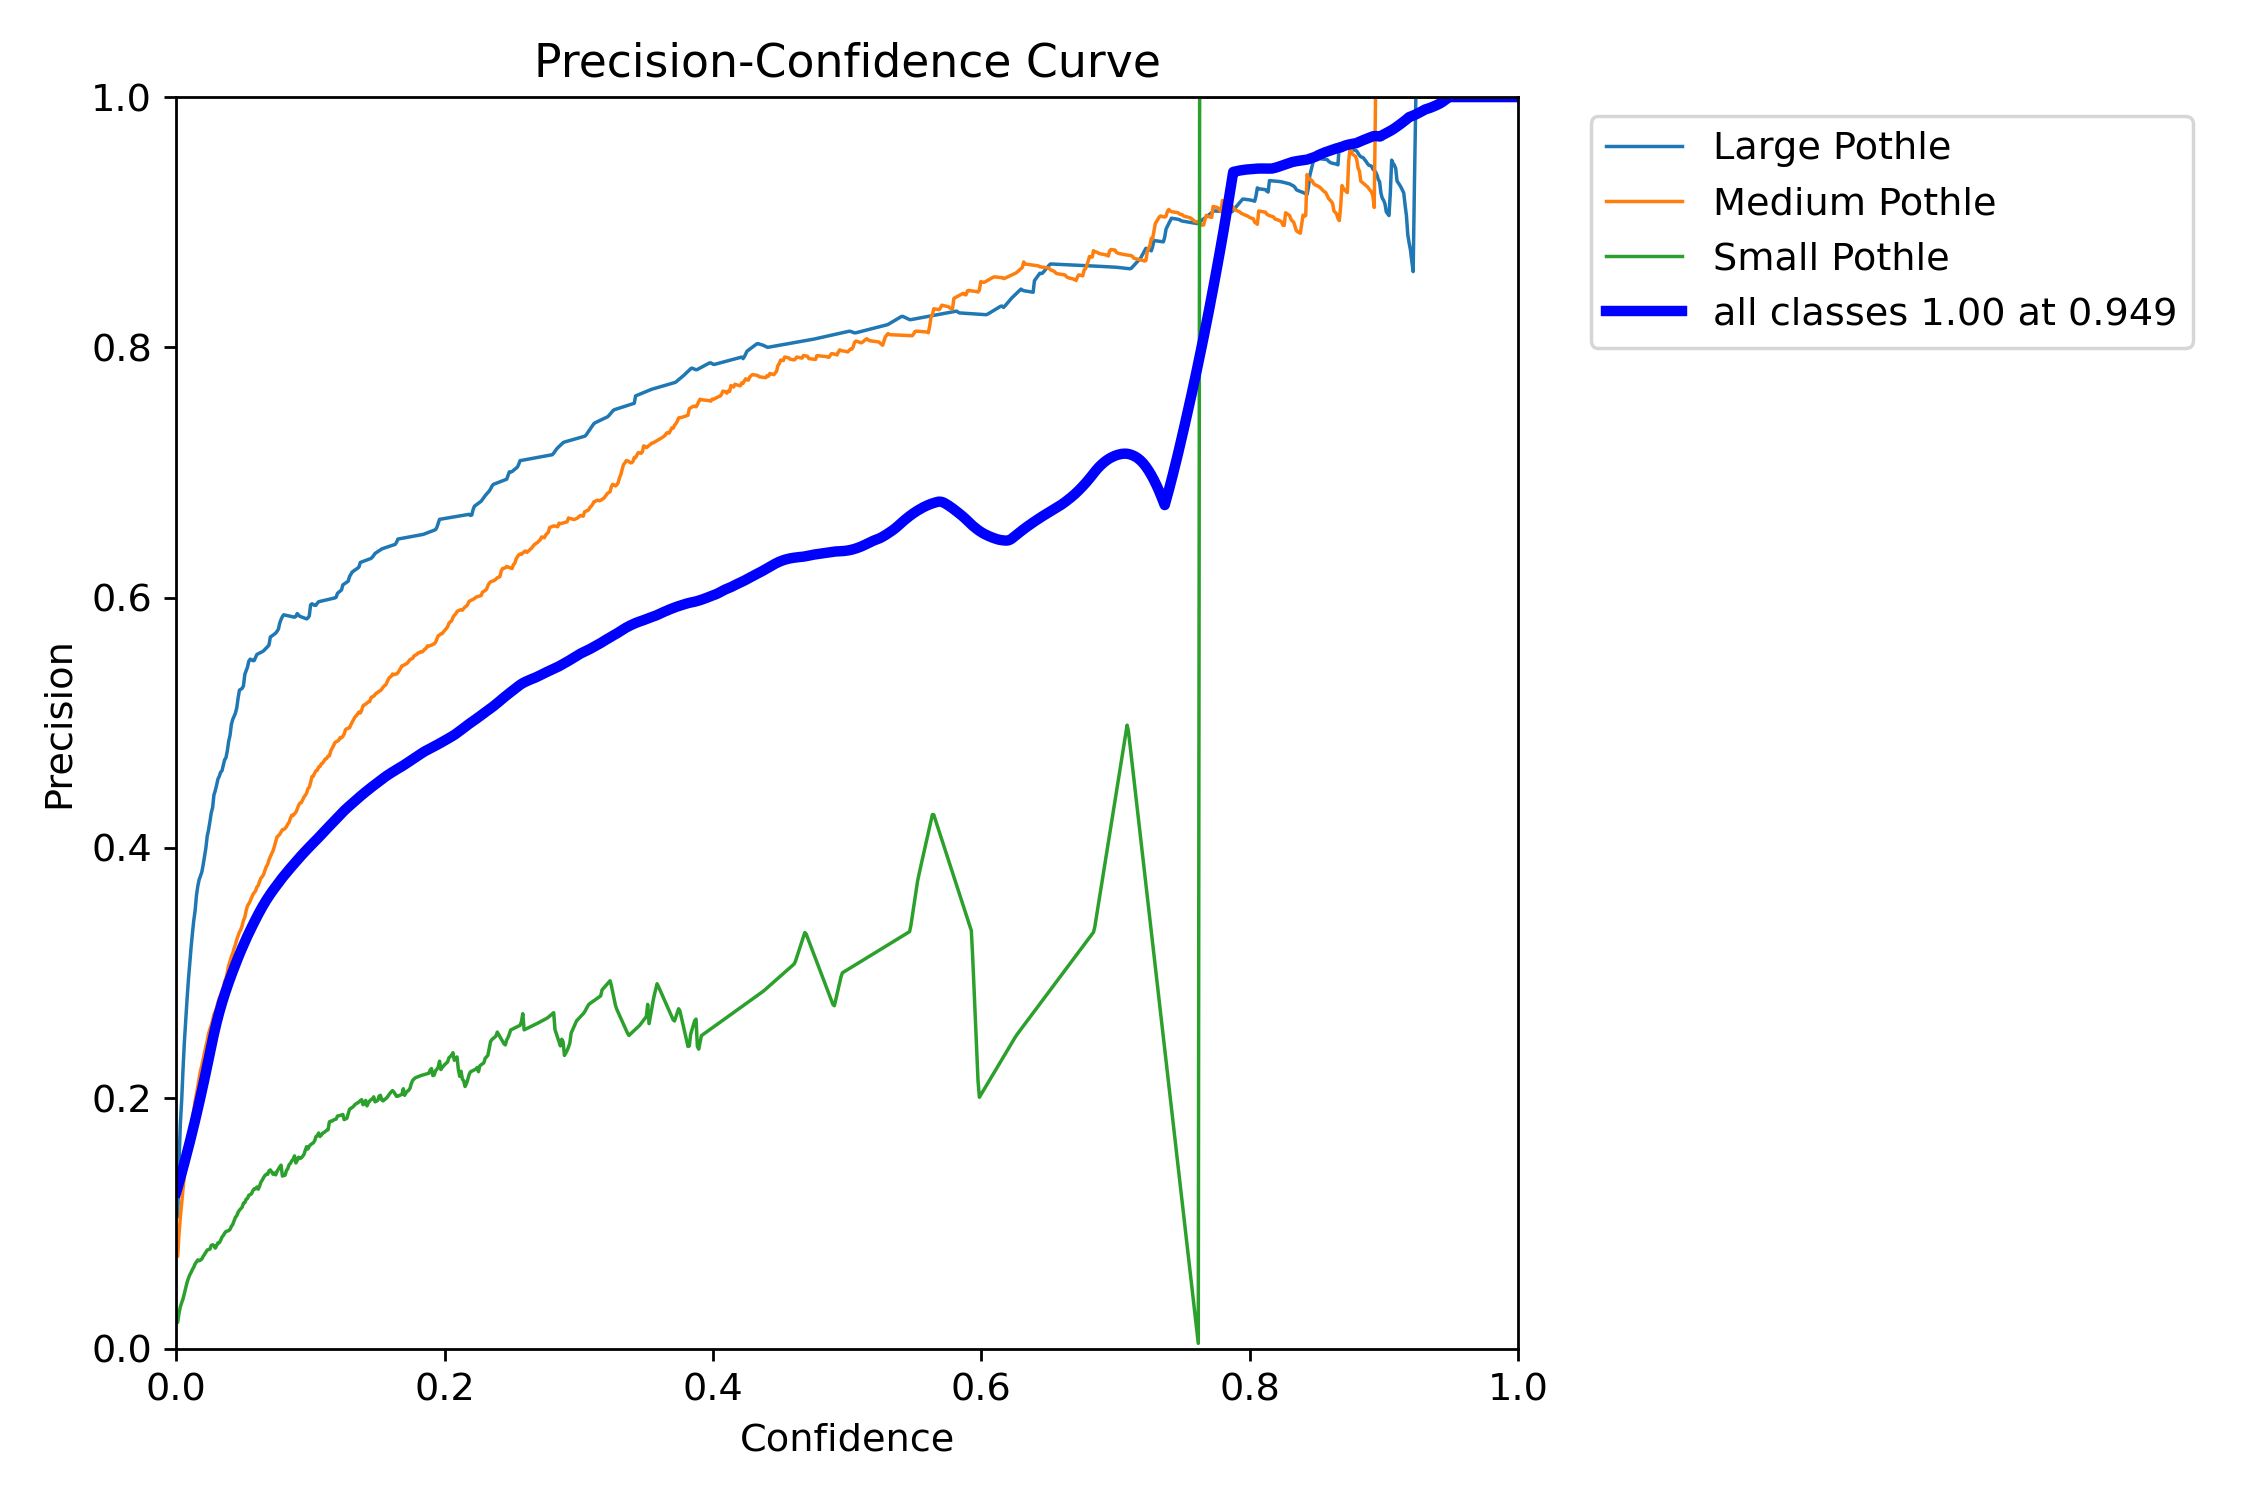 Precision-Confidence Curve
1.0
0.8
0.6
0.4
0.2
0.0
Precision
0.0 0.2 0.4 0.6 0.8 1.0
Confidence
Large Pothle
Medium Pothle
Small Pothle
all classes 1.00 at 0.949